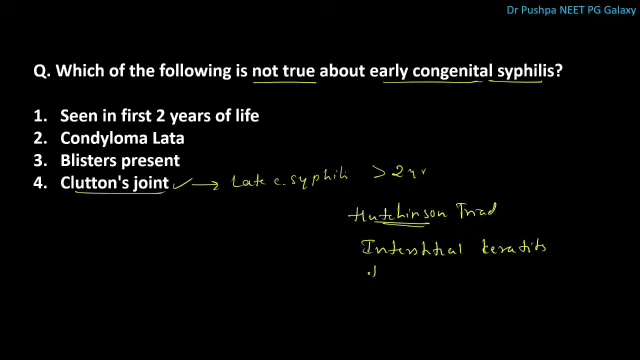 Dr Pushpa NEET PG Galaxy
Q. Which of the following is not true about early congenital syphilis?
1. Seen in first 2 years of life
2. Condyloma Lata
3. Blisters present
4. Clutton's joint ✓ → Late c. syphili > 2 yr
Hutchinson Triad
Interstitial keratits